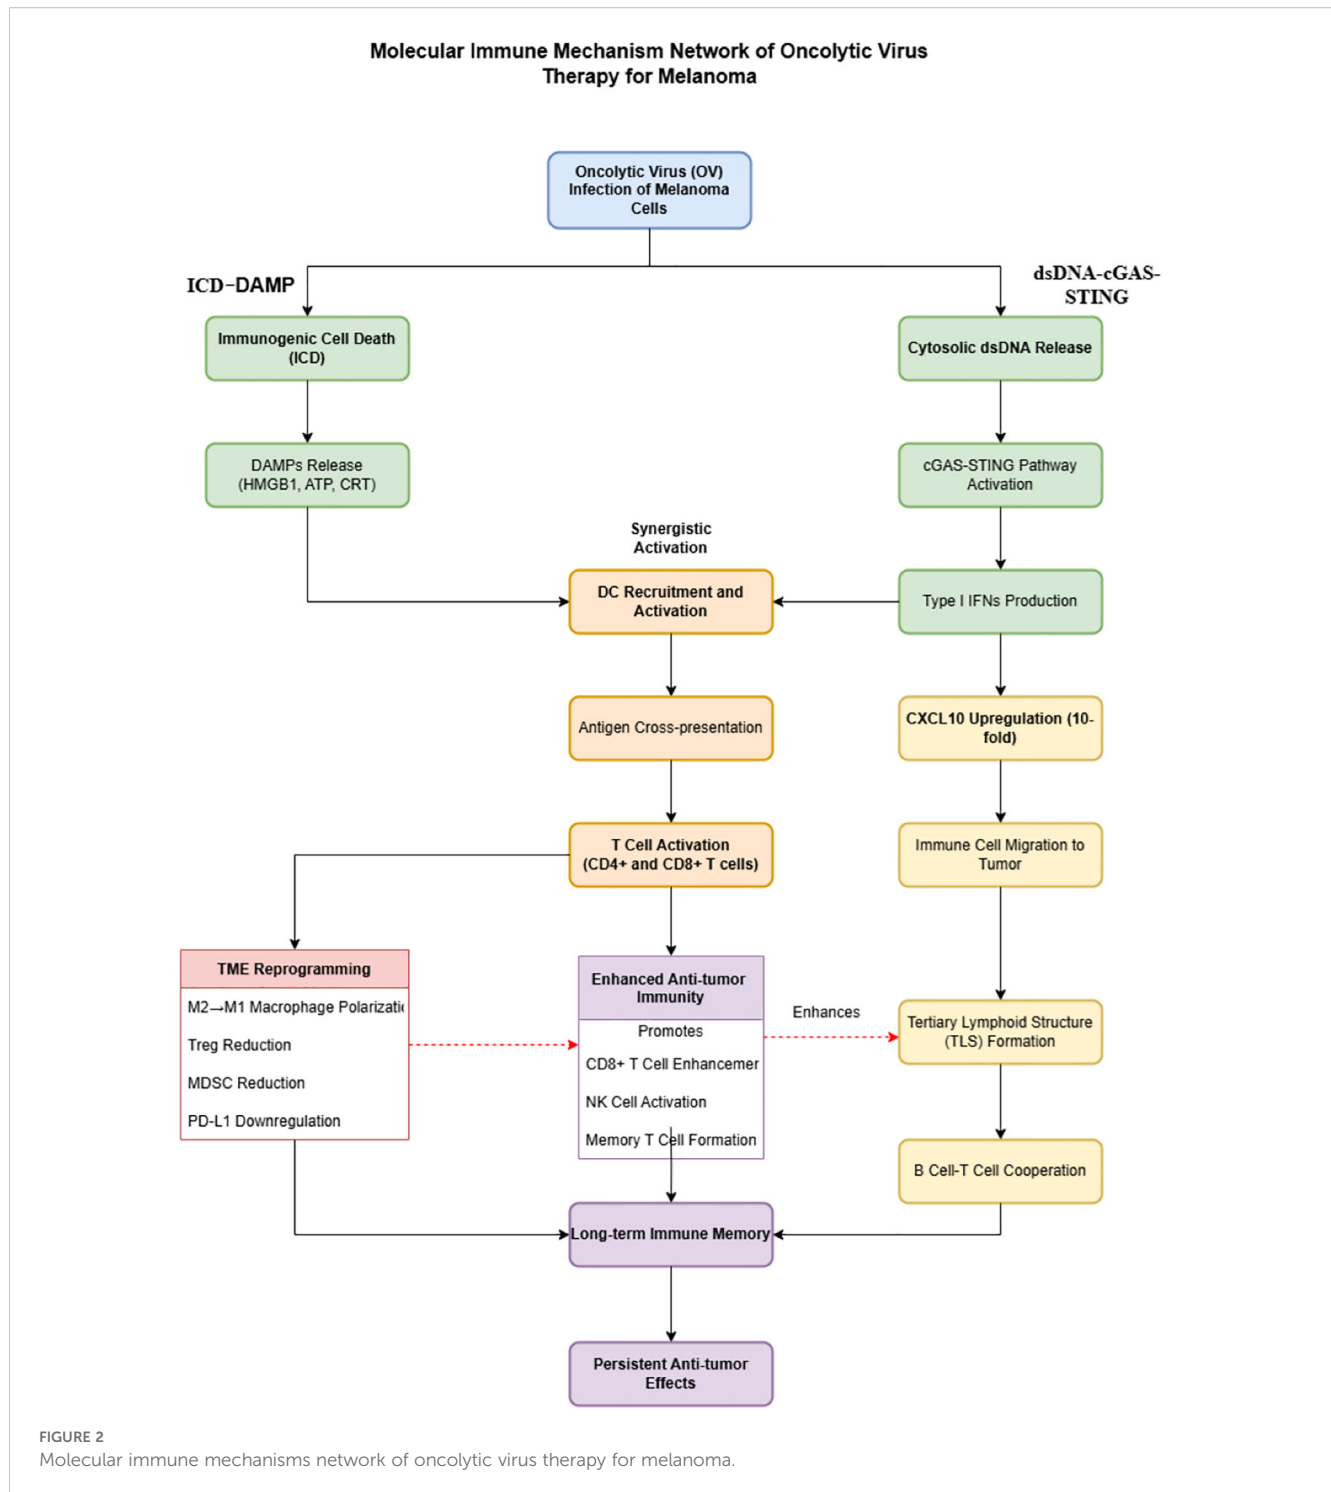 Molecular Immune Mechanism Network of Oncolytic Virus
Therapy for Melanoma
Oncolytic Virus (OV)
Infection of Melanoma
Cells
ICD-DAMP
dsDNA-cGAS-
STING
Immunogenic Cell Death
(ICD)
Cytosolic dsDNA Release
DAMPs Release
(HMGB1, ATP, CRT)
cGAS-STING Pathway
Activation
Synergistic
Activation
DC Recruitment and
Activation
Type I IFNs Production
Antigen Cross-presentation
CXCL10 Upregulation (10-
fold)
T Cell Activation
(CD4+ and CD8+ T cells)
Immune Cell Migration to
Tumor
TME Reprogramming
M2→M1 Macrophage Polarizati
Treg Reduction
MDSC Reduction
PD-L1 Downregulation
Enhanced Anti-tumor
Immunity
Promotes
CD8+ T Cell Enhancemer
NK Cell Activation
Memory T Cell Formation
Enhances
Tertiary Lymphoid Structure
(TLS) Formation
B Cell-T Cell Cooperation
Long-term Immune Memory
Persistent Anti-tumor
Effects
FIGURE 2
Molecular immune mechanisms network of oncolytic virus therapy for melanoma.